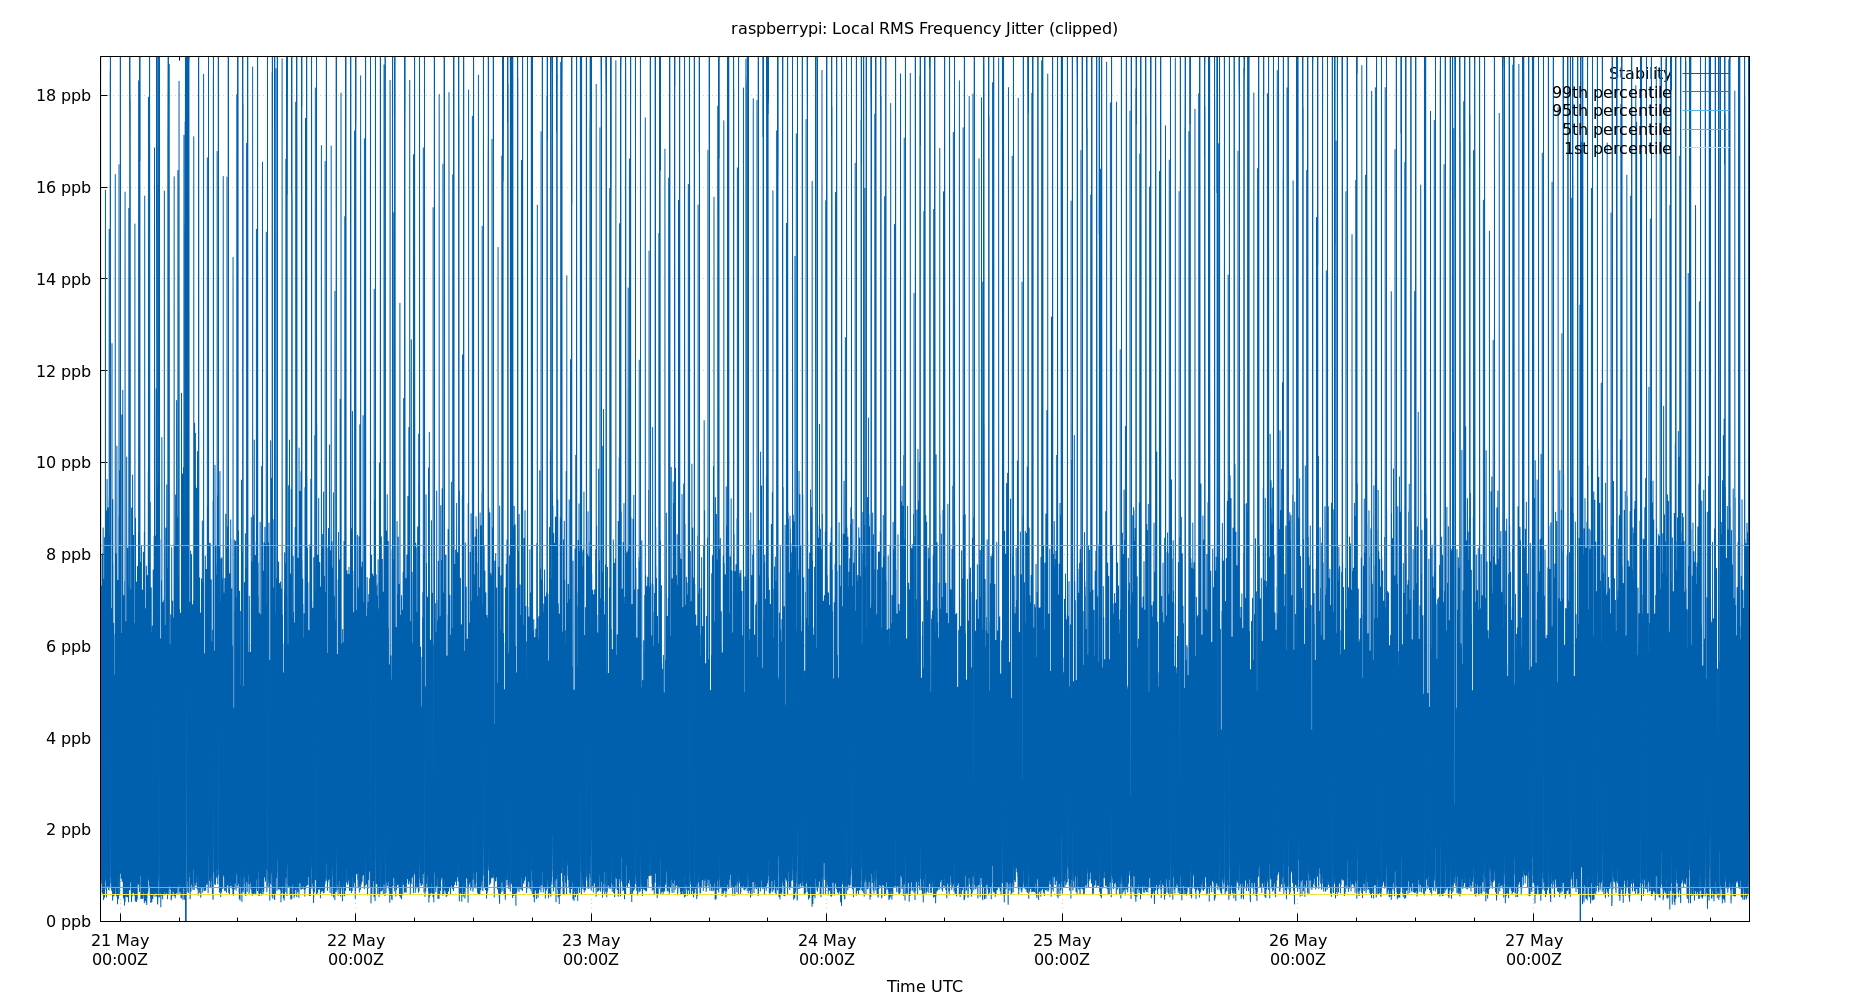 raspberrypi: Local RMS Frequency Jitter (clipped)
Stability
99th percentile
95th percentile
5th percentile
1st percentile
18 ppb
16 ppb
14 ppb
12 ppb
10 ppb
8 ppb
6 ppb
4 ppb
2 ppb
0 ppb
21 May 22 May 23 May 24 May 25 May 26 May 27 May
00:00Z 00:00Z 00:00Z 00:00Z 00:00Z 00:00Z 00:00Z
Time UTC